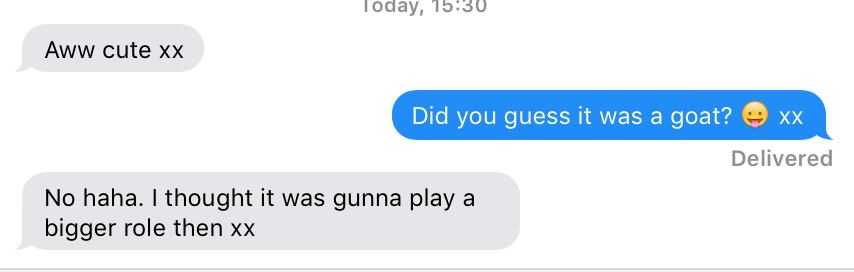 Today, 15:30
Aww cute xx
Did you guess it was a goat? 😛 xx
Delivered
No haha. I thought it was gunna play a
bigger role then xx